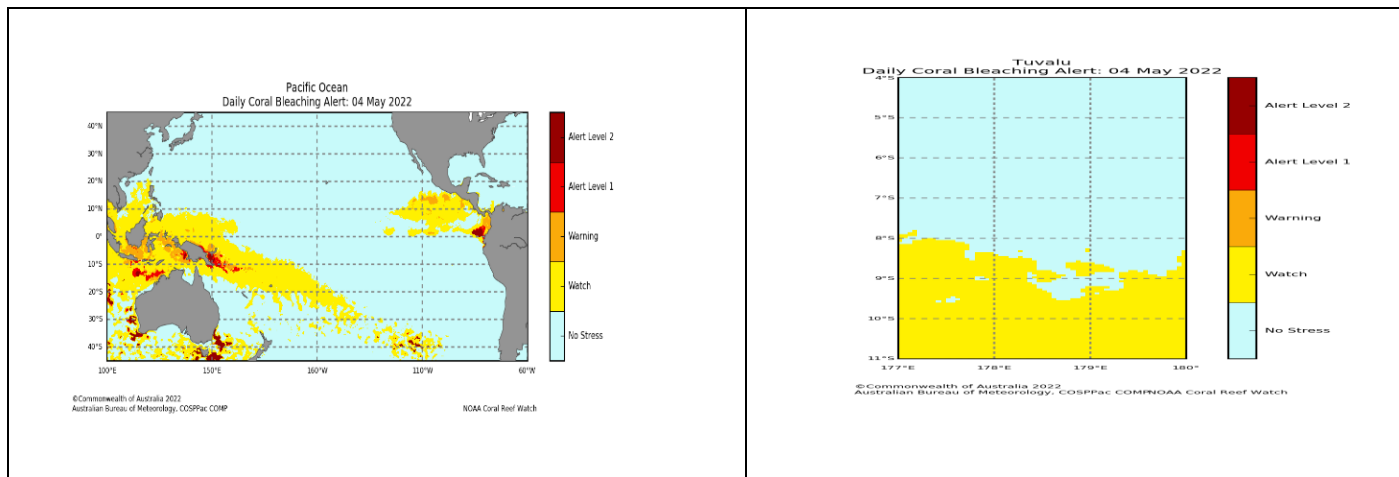 Pacific Ocean
Daily Coral Bleaching Alert: 04 May 2022
40°N
30°N
20°N
10°N
0°
10°S
20°S
30°S
40°S
100°E
150°E
160°W
110°W
60°W
Alert Level 2
Alert Level 1
Warning
Watch
No Stress
©Commonwealth of Australia 2022
Australian Bureau of Meteorology, COSPPac COMP
NOAA Coral Reef Watch
Tuvalu
Daily Coral Bleaching Alert: 04 May 2022
4°S
5°S
6°S
7°S
8°S
9°S
10°S
11°S
177°E
178°E
179°E
180°
Alert Level 2
Alert Level 1
Warning
Watch
No Stress
©Commonwealth of Australia 2022
Australian Bureau of Meteorology, COSPPac COMPNOAA Coral Reef Watch